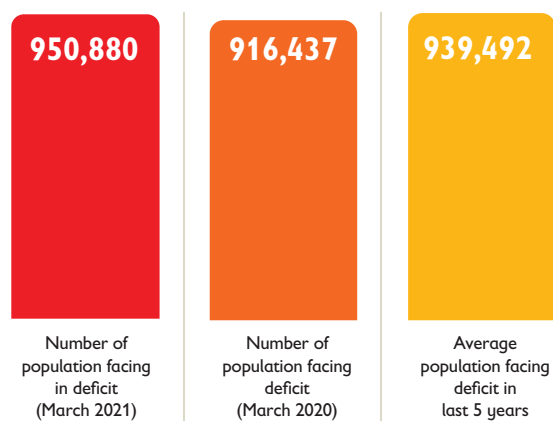 950,880
Number of
population facing
in deficit
(March 2021)
916,437
Number of
population facing
deficit
(March 2020)
939,492
Average
population facing
deficit in
last 5 years